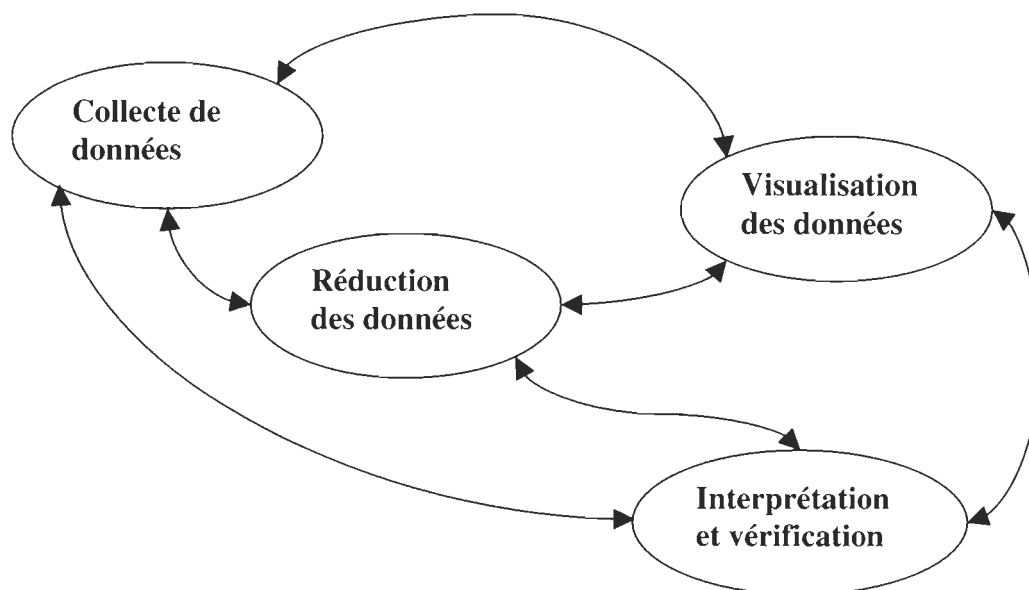 Collecte de
données
Visualisation
des données
Réduction
des données
Interprétation
et vérification